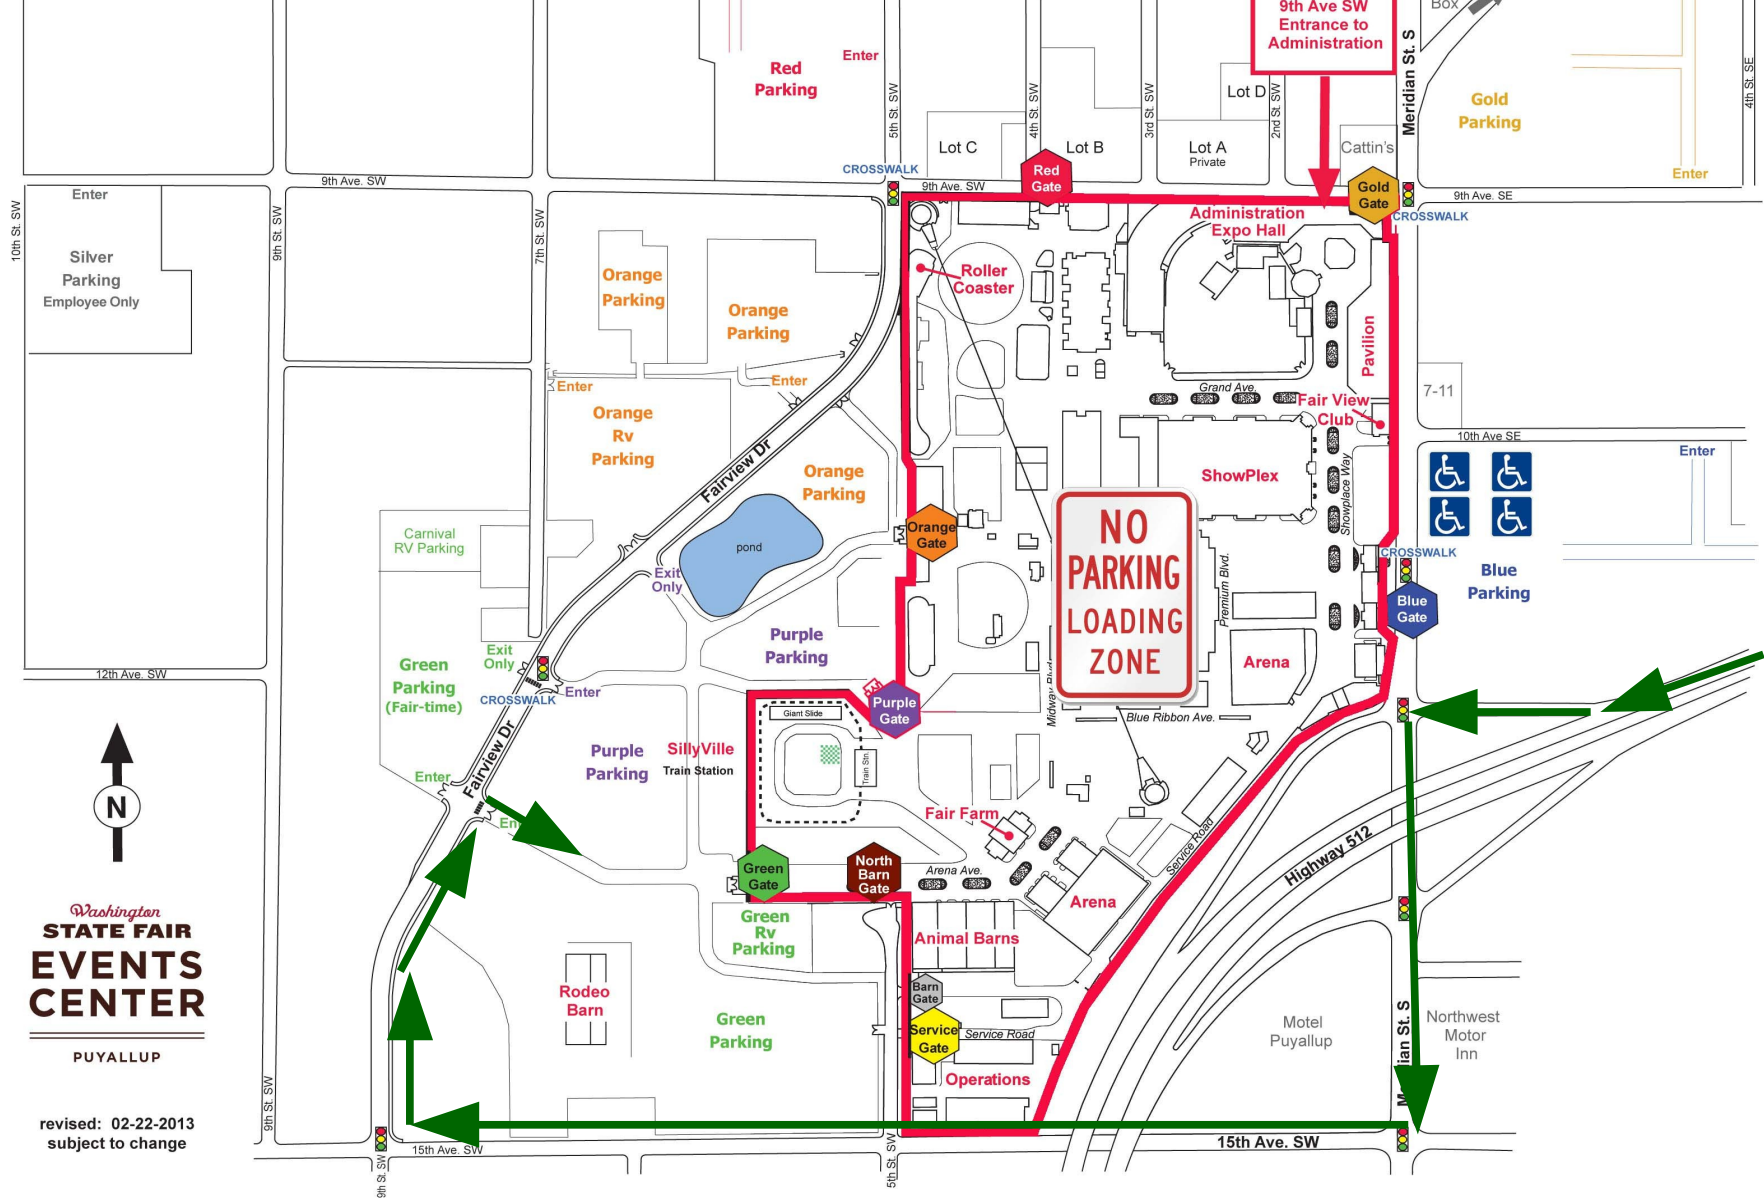 Box
9th Ave SW
Entrance to
Administration
Meridian St. S
4th St. SE
Red
Parking
Enter
5th St. SW
4th St. SW
3rd St. SW
2nd St. SW
Lot D
Lot C
Lot B
Lot A
Private
Cattin's
Gold
Parking
Enter
CROSSWALK
9th Ave. SW
9th Ave. SW
Red
Gate
Gold
Gate
9th Ave. SE
CROSSWALK
Enter
Silver
Parking
Employee Only
10th St. SW
9th St. SW
7th St. SW
Orange
Parking
Orange
Parking
Enter
Enter
Orange
Rv
Parking
Orange
Parking
Fairview Dr
Administration
Expo Hall
Roller
Coaster
Pavilion
Grand Ave.
Fair View
Club
7-11
10th Ave SE
Enter
ShowPlex
Showplace Way
NO
PARKING
LOADING
ZONE
Orange
Gate
pond
Carnival
RV Parking
Exit
Only
CROSSWALK
Blue
Parking
Blue
Gate
Premium Blvd.
Arena
Purple
Parking
Exit
Only
Green
Parking
(Fair-time)
12th Ave. SW
CROSSWALK
Enter
Purple
Gate
Giant Slide
Midway Blvd.
Blue Ribbon Ave.
Purple
Parking
SillyVille
Train Station
Train Stn.
Enter
Fairview Dr
En
N
Fair Farm
Service Road
Highway 512
Green
Gate
North
Barn
Gate
Arena Ave.
Arena
Green
Rv
Parking
Animal Barns
Washington
STATE FAIR
EVENTS
CENTER
PUYALLUP
Rodeo
Barn
Green
Parking
Barn
Gate
Service
Gate
Service Road
Operations
Motel
Puyallup
Northwest
Motor
Inn
M
ian St. S
9th St. SW
revised: 02-22-2013
subject to change
15th Ave. SW
15th Ave. SW
9th St. SW
5th St. SW